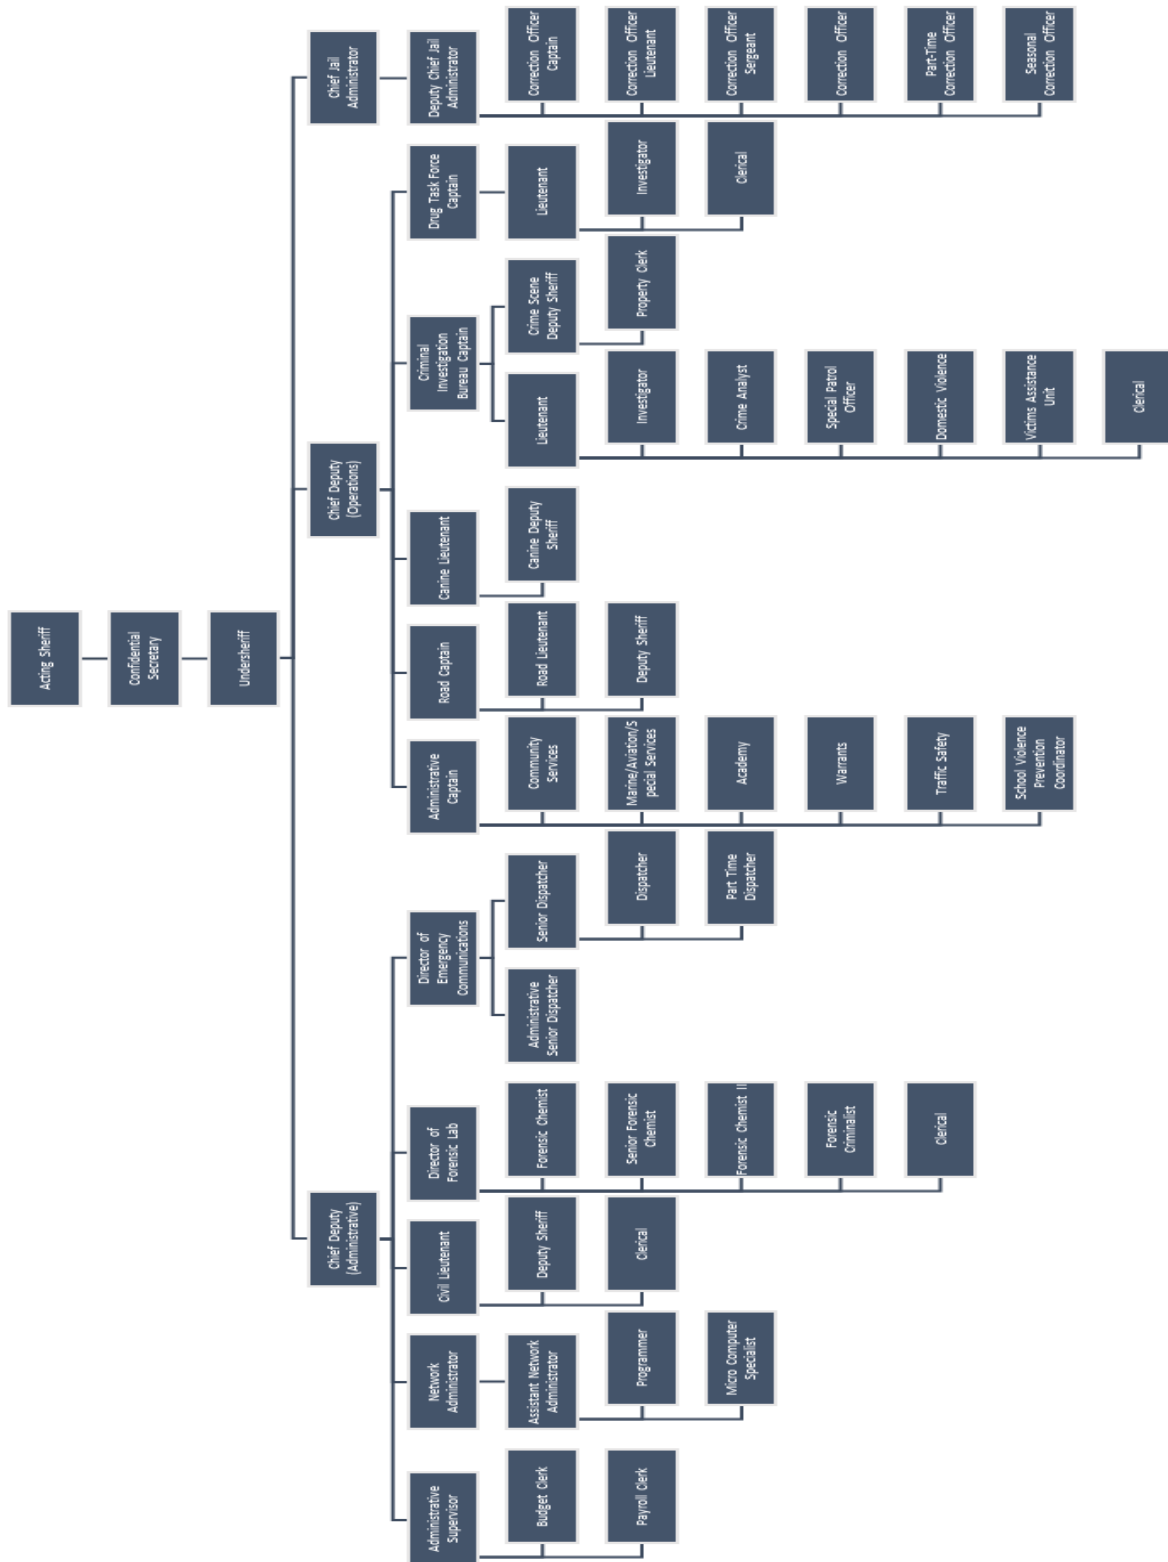 Acting Sheriff
Confidential
Secretary
Undersheriff
Chief Deputy
(Administrative)
Chief Deputy
(Operations)
Chief Jail
Administrator
Administrative
Supervisor
Network
Administrator
Civil Lieutenant
Director of
Forensic Lab
Director of
Emergency
Communications
Administrative
Captain
Road Captain
Canine Lieutenant
Criminal
Investigation
Bureau Captain
Drug Task Force
Captain
Deputy Chief Jail
Administrator
Budget Clerk
Assistant Network
Administrator
Deputy Sheriff
Forensic Chemist
Administrative
Senior Dispatcher
Senior Dispatcher
Community
Services
Road Lieutenant
Canine Deputy
Sheriff
Lieutenant
Crime Scene
Deputy Sheriff
Lieutenant
Correction Officer
Captain
Payroll Clerk
Programmer
Clerical
Senior Forensic
Chemist
Dispatcher
Marine/Aviation/S
pecial Services
Deputy Sheriff
Investigator
Property Clerk
Investigator
Correction Officer
Lieutenant
Micro Computer
Specialist
Forensic Chemist II
Part Time
Dispatcher
Academy
Crime Analyst
Clerical
Correction Officer
Sergeant
Forensic
Criminalist
Warrants
Special Patrol
Officer
Correction Officer
Clerical
Traffic Safety
Domestic Violence
Part-Time
Correction Officer
School Violence
Prevention
Coordinator
Victims Assistance
Unit
Seasonal
Correction Officer
Clerical